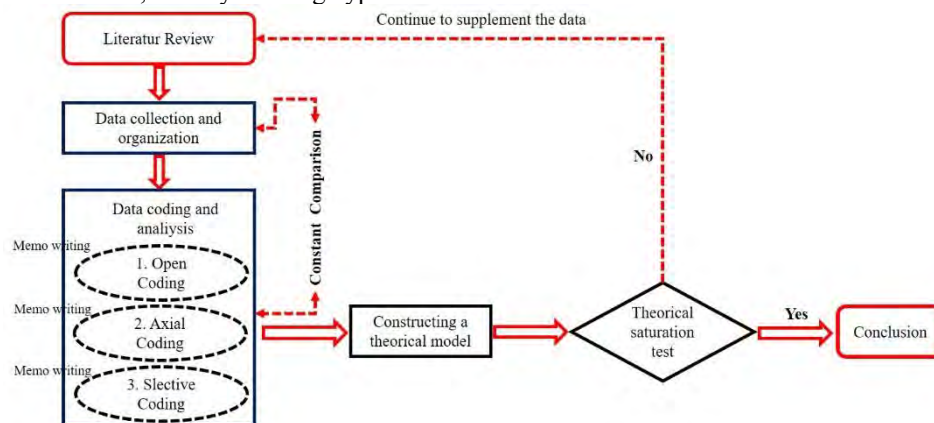 Continue to supplement the data
Literatur Review
Data collection and
organization
Constant Comparison
No
Data coding and
analiysis
Memo writing
1. Open
Coding
Memo writing
2. Axial
Coding
Memo writing
3. Slective
Coding
Constructing a
theorical model
Theorical
saturation
test
Yes
Conclusion